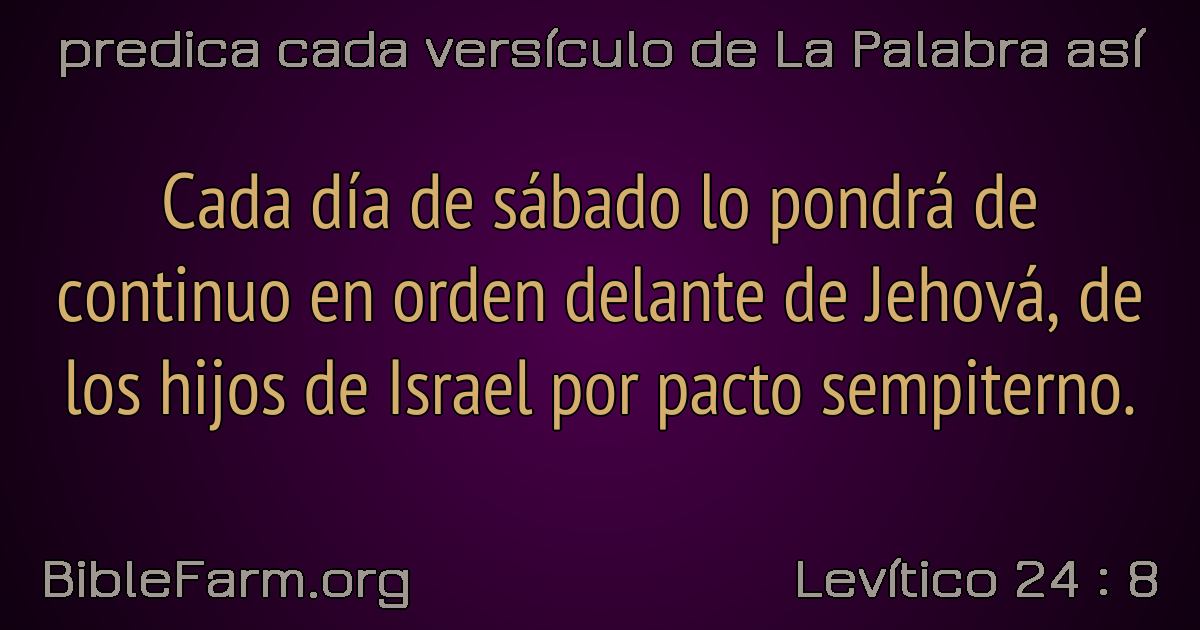 predica cada versículo de La Palabra así
Cada día de sábado lo pondrá de
continuo en orden delante de Jehová, de
los hijos de Israel por pacto sempiterno.
BibleFarm.org
Levítico 24 : 8